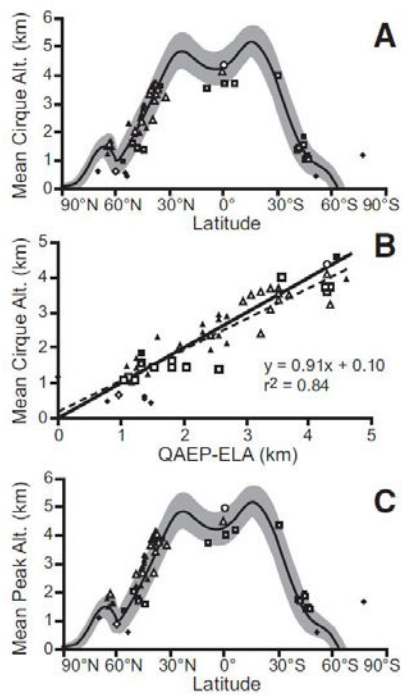 A
Mean Cirque Alt. (km)
6
5
4
3
2
1
0
90°N 60°N 30°N 0° 30°S 60°S 90°S
Latitude
B
Mean Cirque Alt. (km)
5
4
3
2
1
0
y = 0.91x + 0.10
r² = 0.84
0 1 2 3 4 5
QAEP-ELA (km)
C
Mean Peak Alt. (km)
6
5
4
3
2
1
0
90°N 60°N 30°N 0° 30°S 60°S 90°S
Latitude